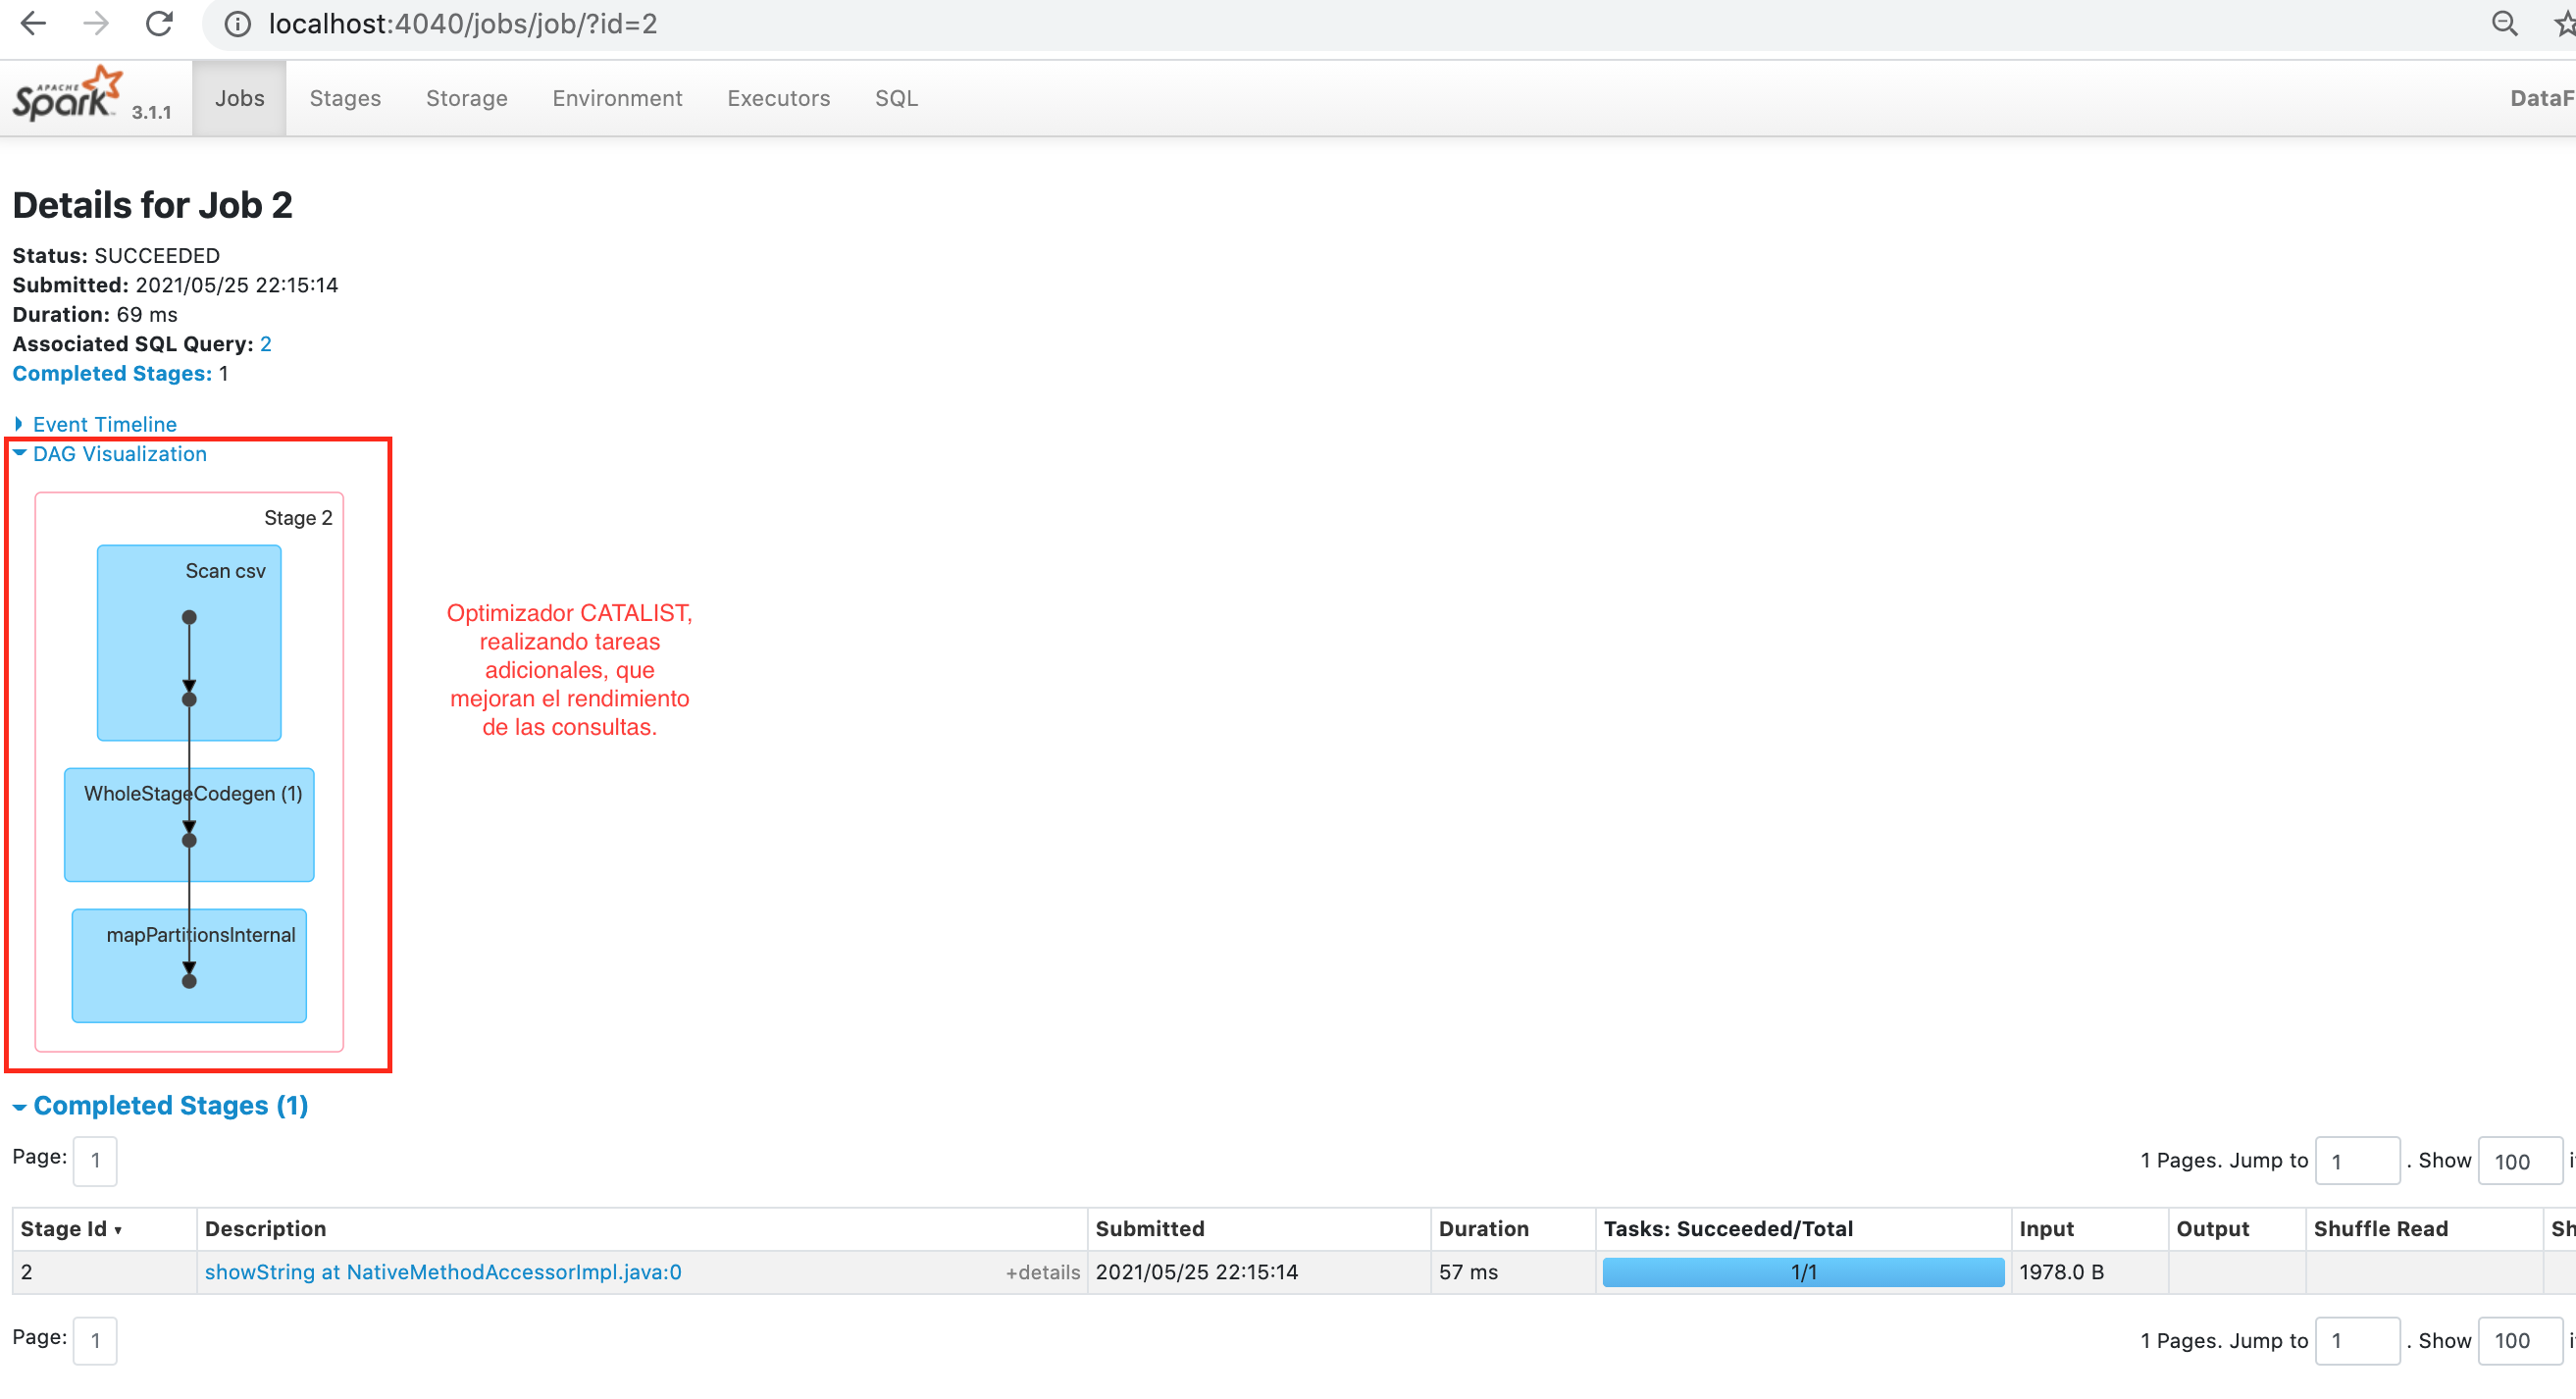 localhost:4040/jobs/job/?id=2
APACHE Spark 3.1.1 Jobs Stages Storage Environment Executors SQL DataF
Details for Job 2
Status: SUCCEEDED
Submitted: 2021/05/25 22:15:14
Duration: 69 ms
Associated SQL Query: 2
Completed Stages: 1
Event Timeline
DAG Visualization
Stage 2
Scan csv
WholeStageCodegen (1)
mapPartitionsInternal
Optimizador CATALIST,
realizando tareas
adicionales, que
mejoran el rendimiento
de las consultas.
Completed Stages (1)
Page: 1 1 Pages. Jump to 1 . Show 100 i
Stage Id ▾ Description Submitted Duration Tasks: Succeeded/Total Input Output Shuffle Read Sh
2 showString at NativeMethodAccessorImpl.java:0 +details 2021/05/25 22:15:14 57 ms 1/1 1978.0 B
Page: 1 1 Pages. Jump to 1 . Show 100 i